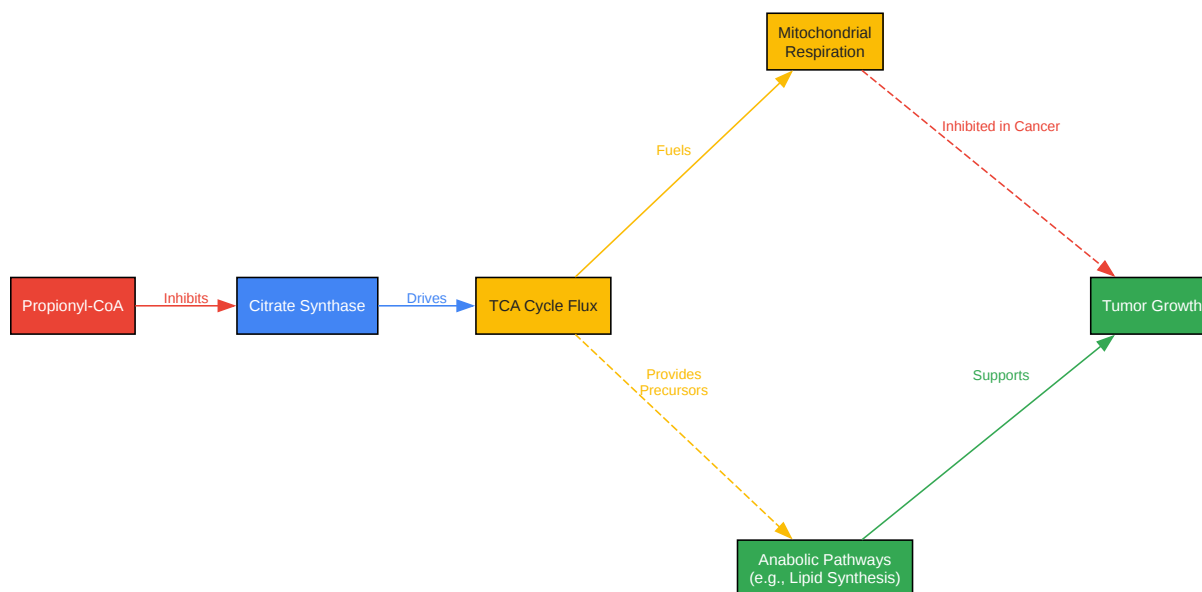 Mitochondrial
Respiration
Inhibited in Cancer
Fuels
Propionyl-CoA
Inhibits
Citrate Synthase
Drives
TCA Cycle Flux
Tumor Growth
Provides
Precursors
Supports
Anabolic Pathways
(e.g., Lipid Synthesis)